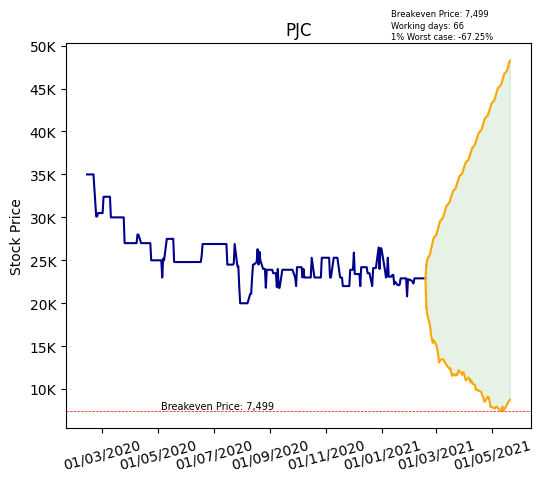 Breakeven Price: 7,499
Working days: 66
1% Worst case: -67.25%
PJC
Stock Price
50K
45K
40K
35K
30K
25K
20K
15K
10K
Breakeven Price: 7,499
01/03/2020
01/05/2020
01/07/2020
01/09/2020
01/11/2020
01/01/2021
01/03/2021
01/05/2021